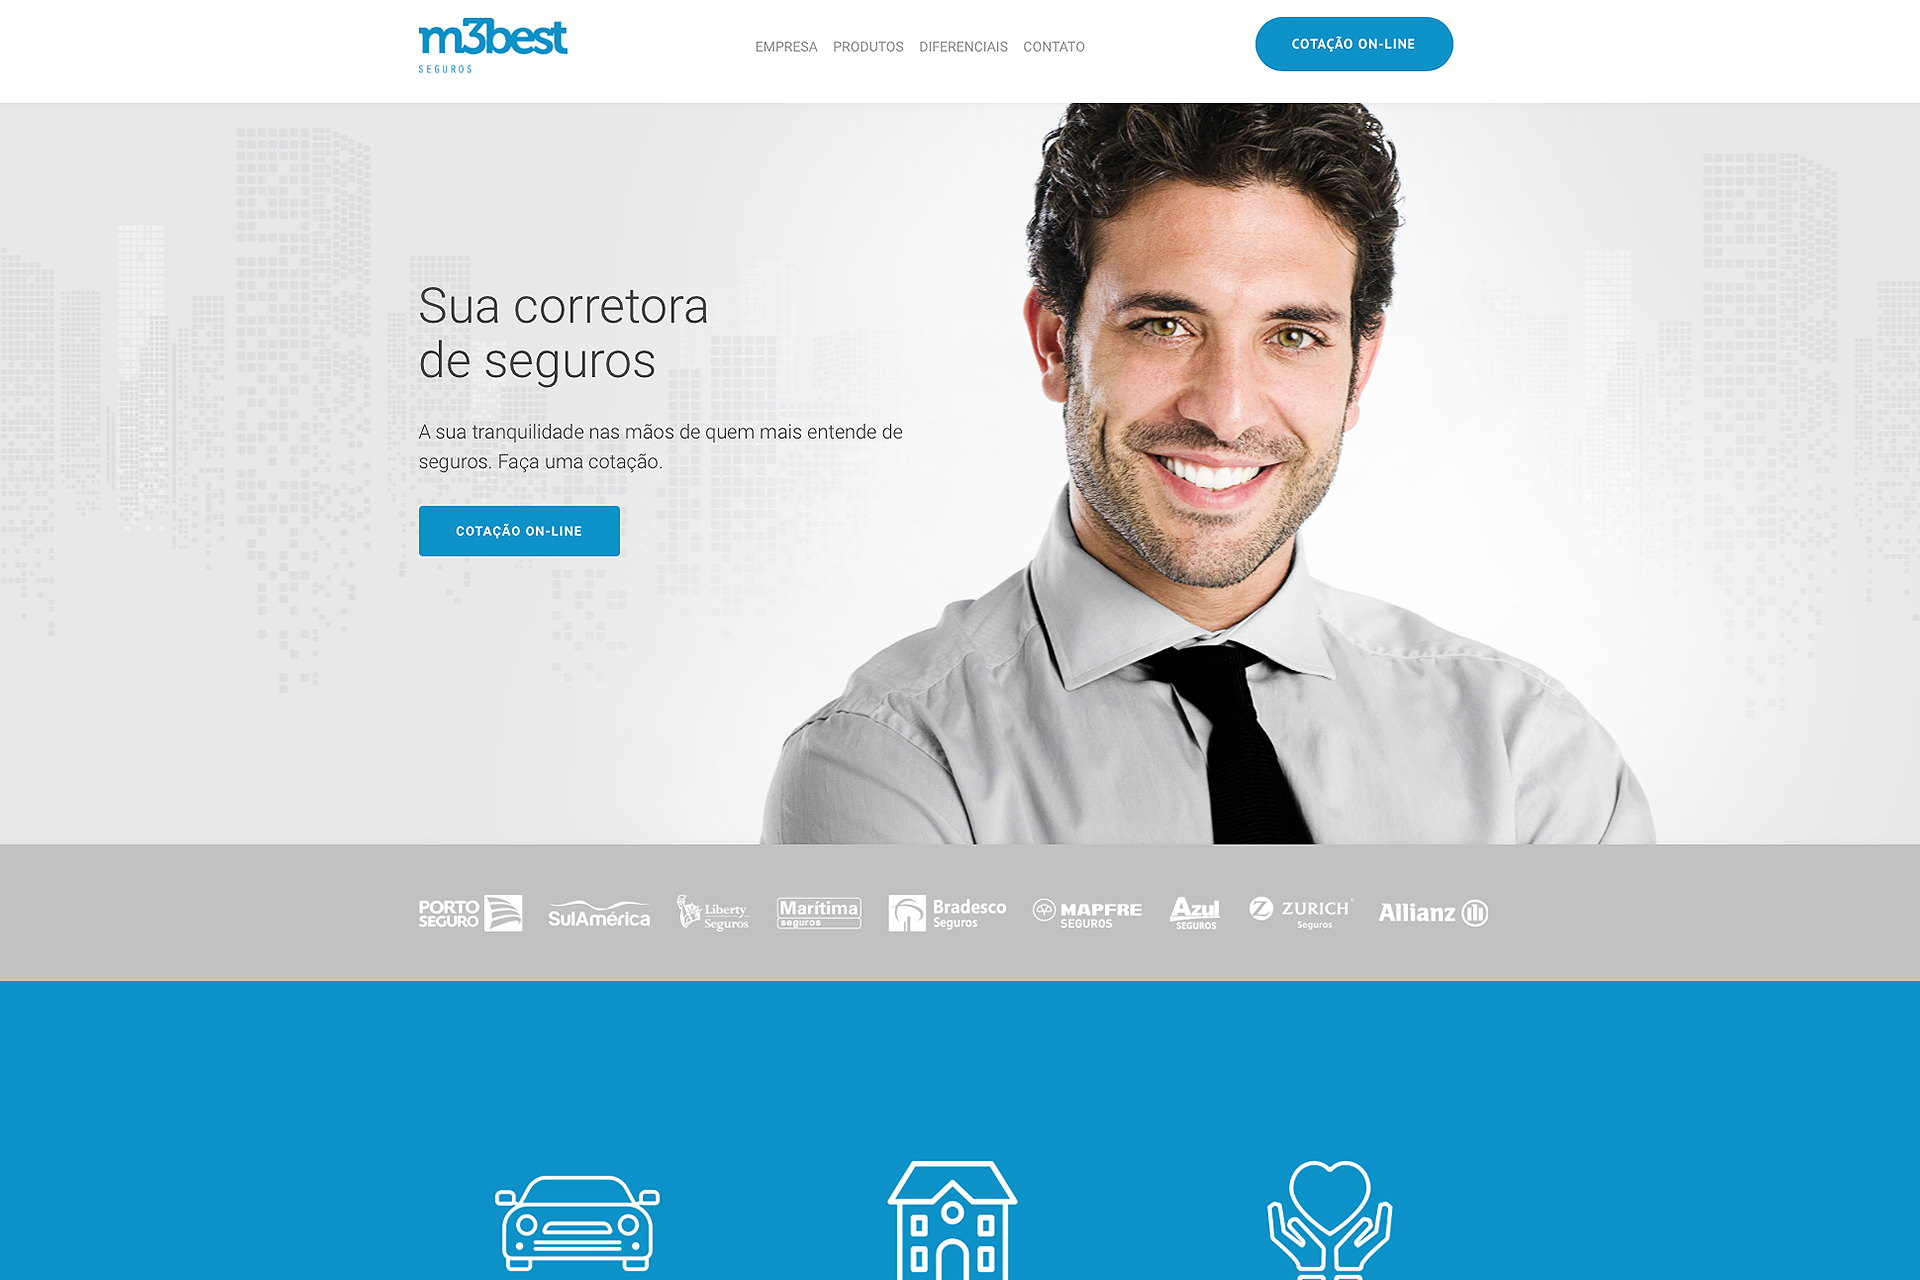 m3best
SEGUROS
EMPRESA PRODUTOS DIFERENCIAIS CONTATO
COTAÇÃO ON-LINE
Sua corretora
de seguros
A sua tranquilidade nas mãos de quem mais entende de
seguros. Faça uma cotação.
COTAÇÃO ON-LINE
PORTO
SEGURO
SulAmérica
Liberty
Seguros
Marítima
seguros
Bradesco
Seguros
MAPFRE
SEGUROS
Azul
SEGUROS
ZURICH
Seguros
Allianz